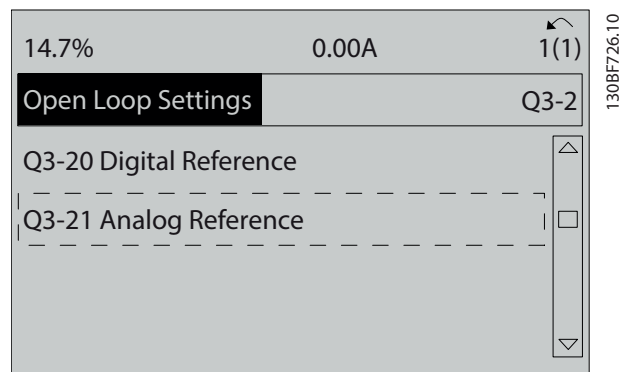 14.7% 0.00A 1(1)
Open Loop Settings Q3-2
Q3-20 Digital Reference
Q3-21 Analog Reference
130BF726.10